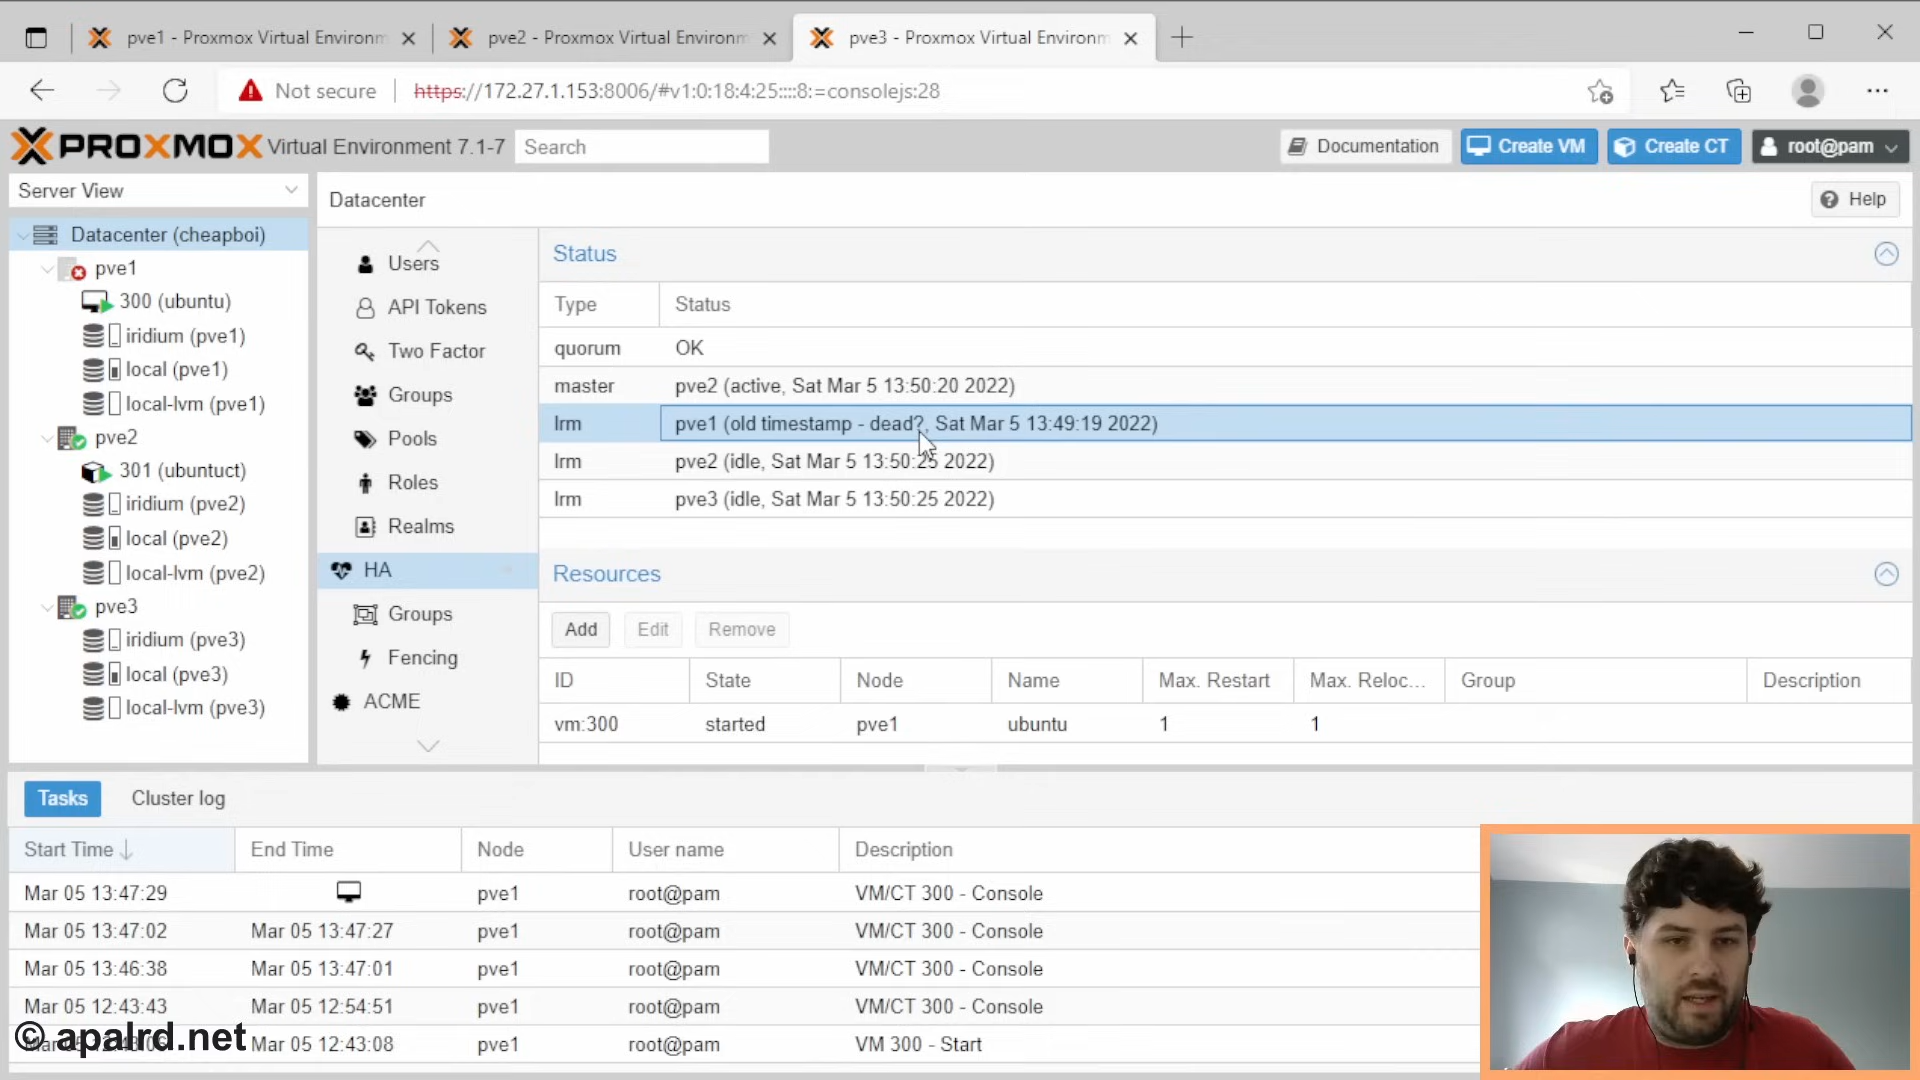 pve1 - Proxmox Virtual Environm
pve2 - Proxmox Virtual Environm
pve3 - Proxmox Virtual Environm
Not secure
https://172.27.1.153:8006/#v1:0:18:4:25::::8:=consolejs:28
PROXMOX Virtual Environment 7.1-7
Search
Documentation
Create VM
Create CT
root@pam
Server View
Datacenter (cheapboi)
pve1
300 (ubuntu)
iridium (pve1)
local (pve1)
local-lvm (pve1)
pve2
301 (ubuntuct)
iridium (pve2)
local (pve2)
local-lvm (pve2)
pve3
iridium (pve3)
local (pve3)
local-lvm (pve3)
Datacenter
Help
Users
API Tokens
Two Factor
Groups
Pools
Roles
Realms
HA
Groups
Fencing
ACME
Status
Type Status
quorum OK
master pve2 (active, Sat Mar 5 13:50:20 2022)
lrm pve1 (old timestamp - dead?, Sat Mar 5 13:49:19 2022)
lrm pve2 (idle, Sat Mar 5 13:50:25 2022)
lrm pve3 (idle, Sat Mar 5 13:50:25 2022)
Resources
Add Edit Remove
ID State Node Name Max. Restart Max. Reloc... Group Description
vm:300 started pve1 ubuntu 1 1
Tasks Cluster log
Start Time End Time Node User name Description
Mar 05 13:47:29 pve1 root@pam VM/CT 300 - Console
Mar 05 13:47:02 Mar 05 13:47:27 pve1 root@pam VM/CT 300 - Console
Mar 05 13:46:38 Mar 05 13:47:01 pve1 root@pam VM/CT 300 - Console
Mar 05 12:43:43 Mar 05 12:54:51 pve1 root@pam VM/CT 300 - Console
Mar 05 12:43:06 Mar 05 12:43:08 pve1 root@pam VM 300 - Start
© apalrd.net